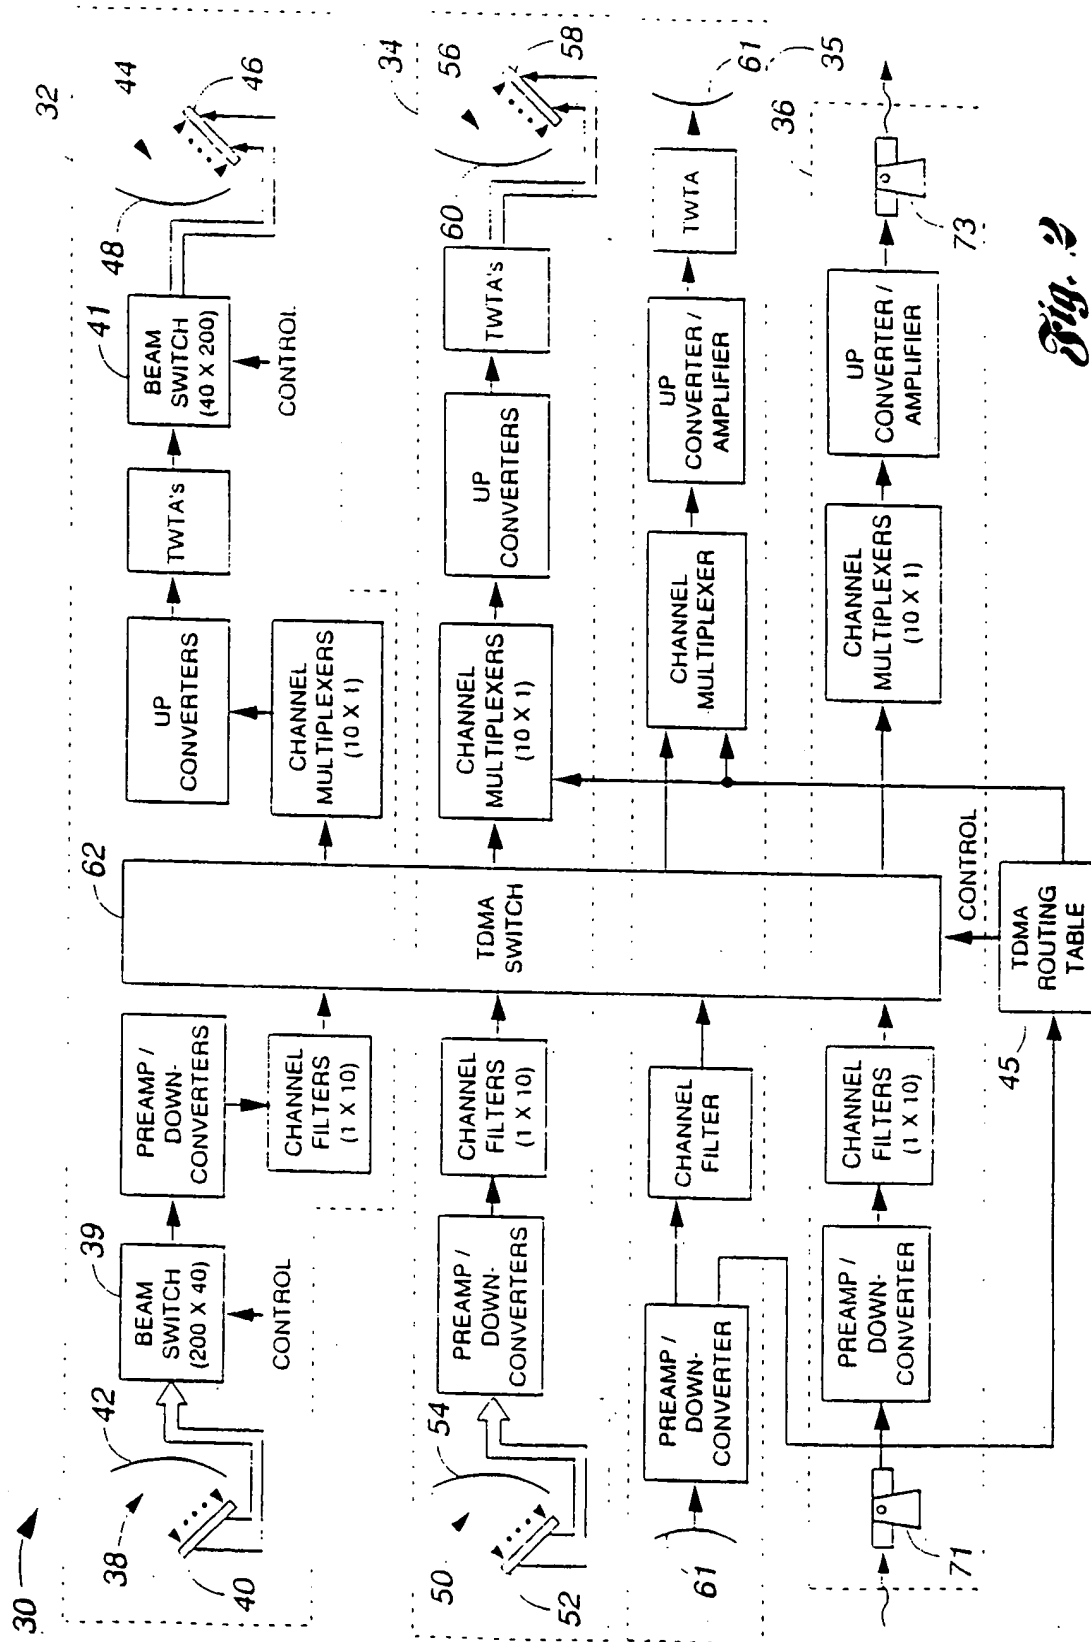 30
32
38
42
40
39
BEAM
SWITCH
(200 X 40)
CONTROL
PREAMP /
DOWN-
CONVERTERS
CHANNEL
FILTERS
(1 X 10)
62
TDMA
SWITCH
CHANNEL
MULTIPLEXERS
(10 X 1)
UP
CONVERTERS
TWTA's
41
BEAM
SWITCH
(40 X 200)
CONTROL
48
44
46
34
50
54
52
PREAMP /
DOWN-
CONVERTERS
CHANNEL
FILTERS
(1 X 10)
CHANNEL
MULTIPLEXERS
(10 X 1)
UP
CONVERTERS
TWTA's
60
56
58
61
PREAMP /
DOWN-
CONVERTER
CHANNEL
FILTER
CHANNEL
MULTIPLEXER
UP
CONVERTER /
AMPLIFIER
TWTA
61
35
36
71
PREAMP /
DOWN-
CONVERTER
CHANNEL
FILTERS
(1 X 10)
CHANNEL
MULTIPLEXERS
(10 X 1)
UP
CONVERTER /
AMPLIFIER
73
45
TDMA
ROUTING
TABLE
CONTROL
Fig. 2